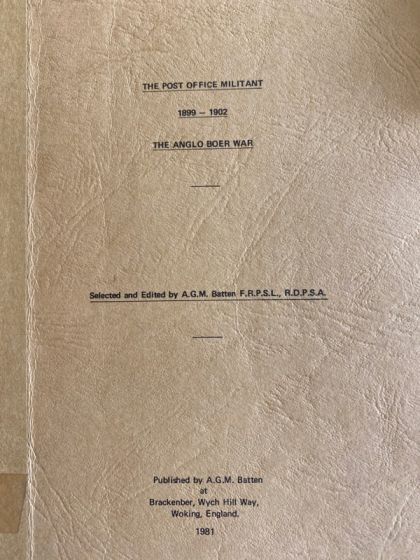 THE POST OFFICE MILITANT
1899 — 1902
THE ANGLO BOER WAR
Selected and Edited by A.G.M. Batten F.R.P.S.L., R.D.P.S.A.
Published by A.G.M. Batten
at
Brackenber, Wych Hill Way,
Woking, England.
1981